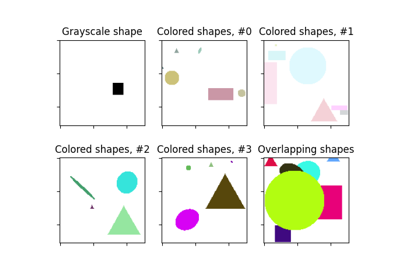 Grayscale shape
Colored shapes, #0
Colored shapes, #1
Colored shapes, #2
Colored shapes, #3
Overlapping shapes